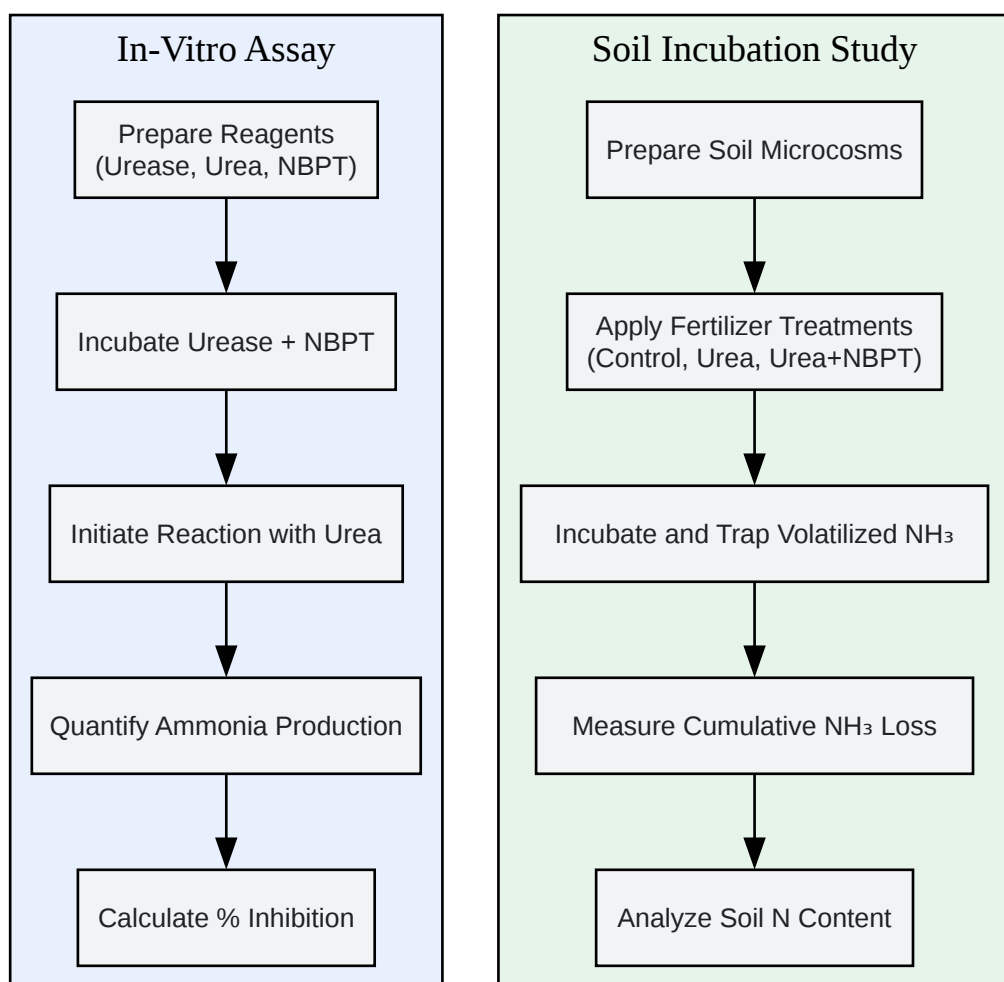 In-Vitro Assay
Prepare Reagents
(Urease, Urea, NBPT)
Incubate Urease + NBPT
Initiate Reaction with Urea
Quantify Ammonia Production
Calculate % Inhibition
Soil Incubation Study
Prepare Soil Microcosms
Apply Fertilizer Treatments
(Control, Urea, Urea+NBPT)
Incubate and Trap Volatilized NH₃
Measure Cumulative NH₃ Loss
Analyze Soil N Content